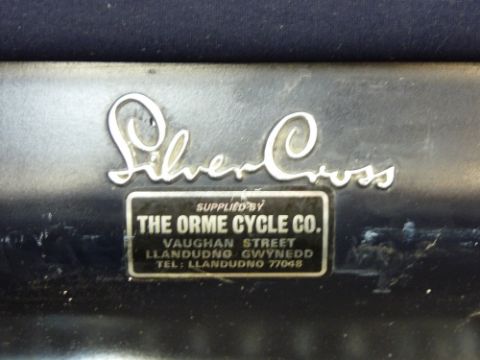 Silver Cross
SUPPLIED BY
THE ORME CYCLE CO.
VAUGHAN STREET
LLANDUDNO GWYNEDD
TEL: LLANDUDNO 77048